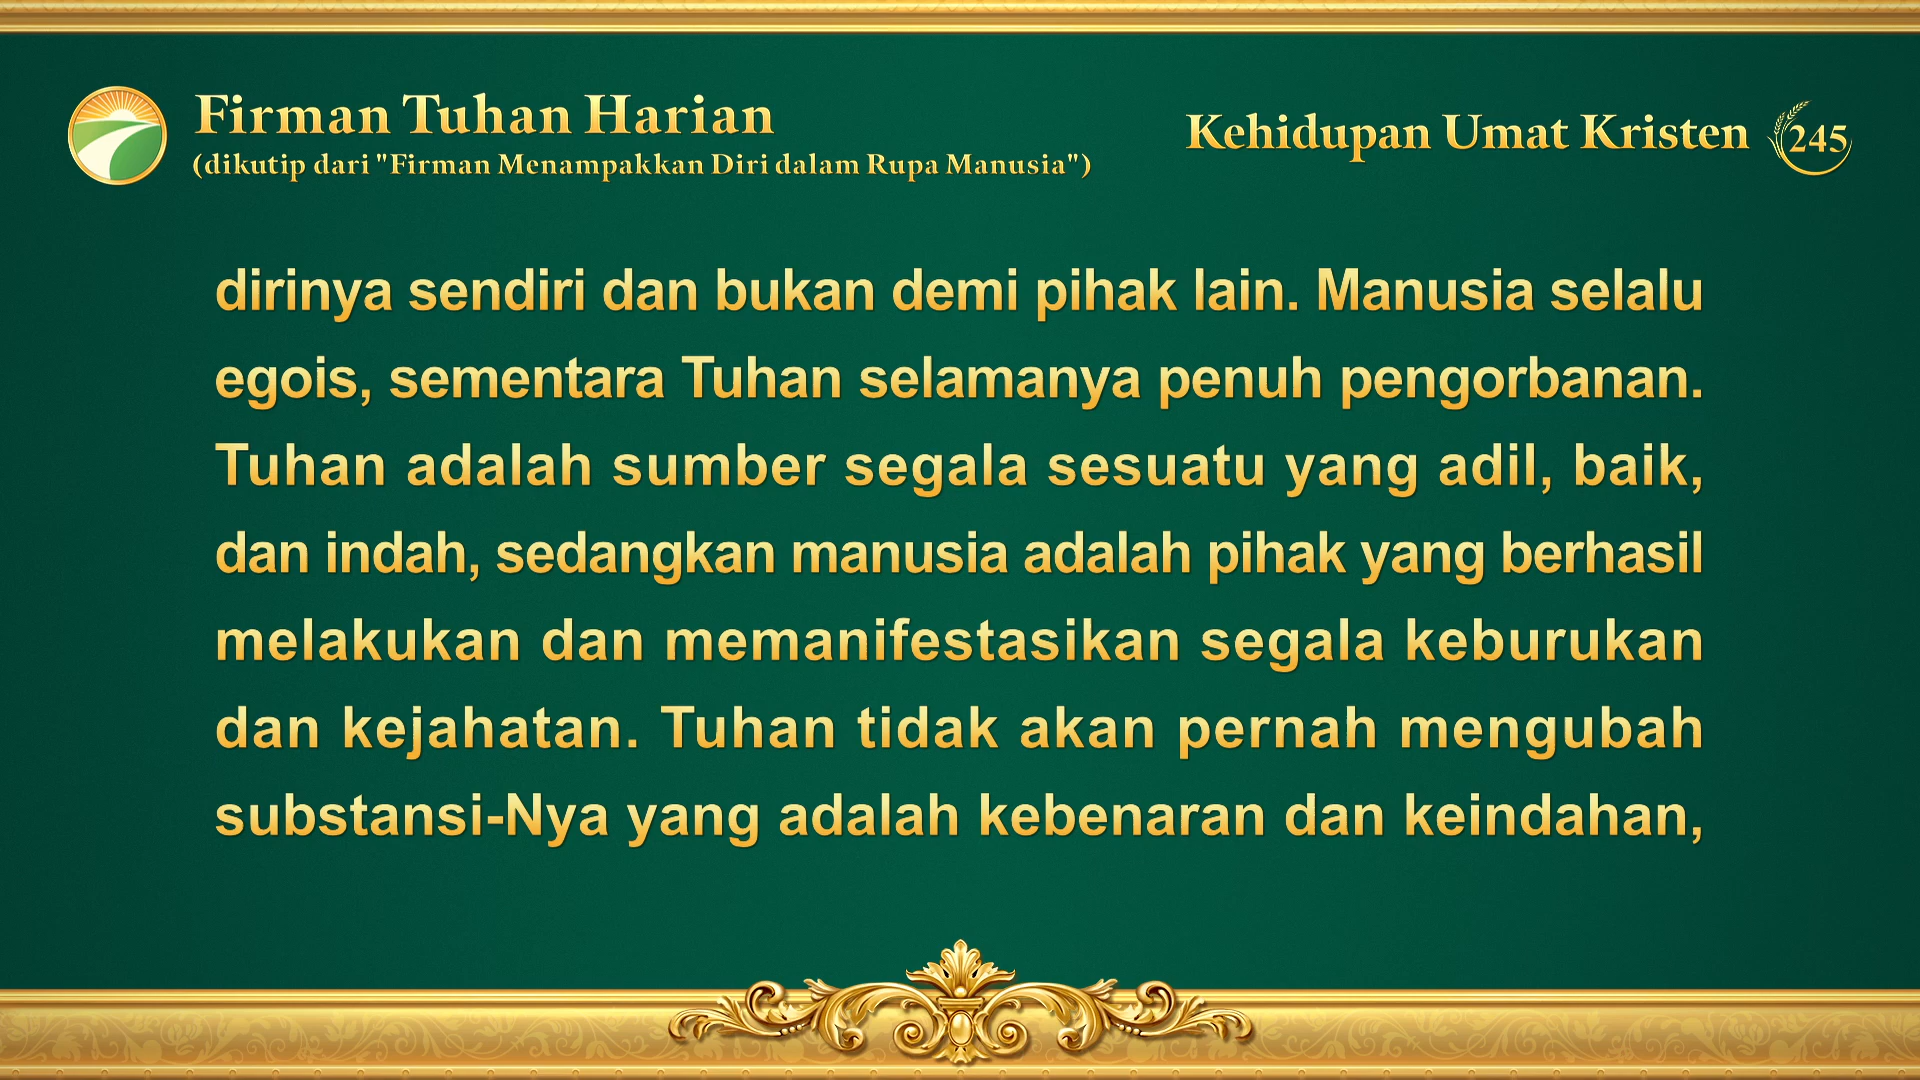 Firman Tuhan Harian
(dikutip dari "Firman Menampakkan Diri dalam Rupa Manusia")
Kehidupan Umat Kristen 245
dirinya sendiri dan bukan demi pihak lain. Manusia selalu
egois, sementara Tuhan selamanya penuh pengorbanan.
Tuhan adalah sumber segala sesuatu yang adil, baik,
dan indah, sedangkan manusia adalah pihak yang berhasil
melakukan dan memanifestasikan segala keburukan
dan kejahatan. Tuhan tidak akan pernah mengubah
substansi-Nya yang adalah kebenaran dan keindahan,